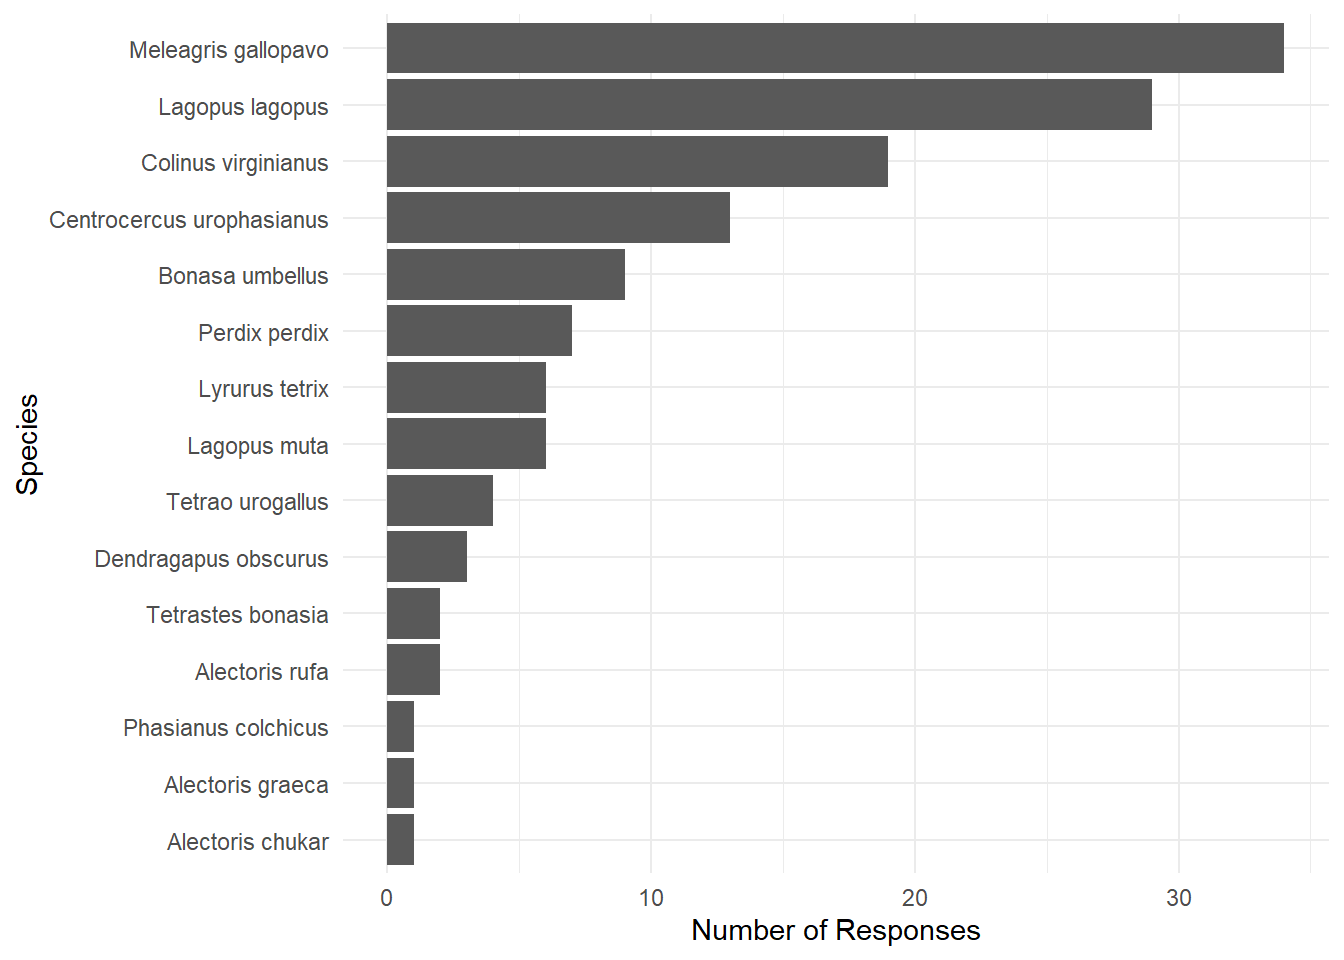 Meleagris gallopavo
Lagopus lagopus
Colinus virginianus
Centrocercus urophasianus
Bonasa umbellus
Perdix perdix
Lyrurus tetrix
Lagopus muta
Tetrao urogallus
Dendragapus obscurus
Tetrastes bonasia
Alectoris rufa
Phasianus colchicus
Alectoris graeca
Alectoris chukar
Species
0 10 20 30
Number of Responses